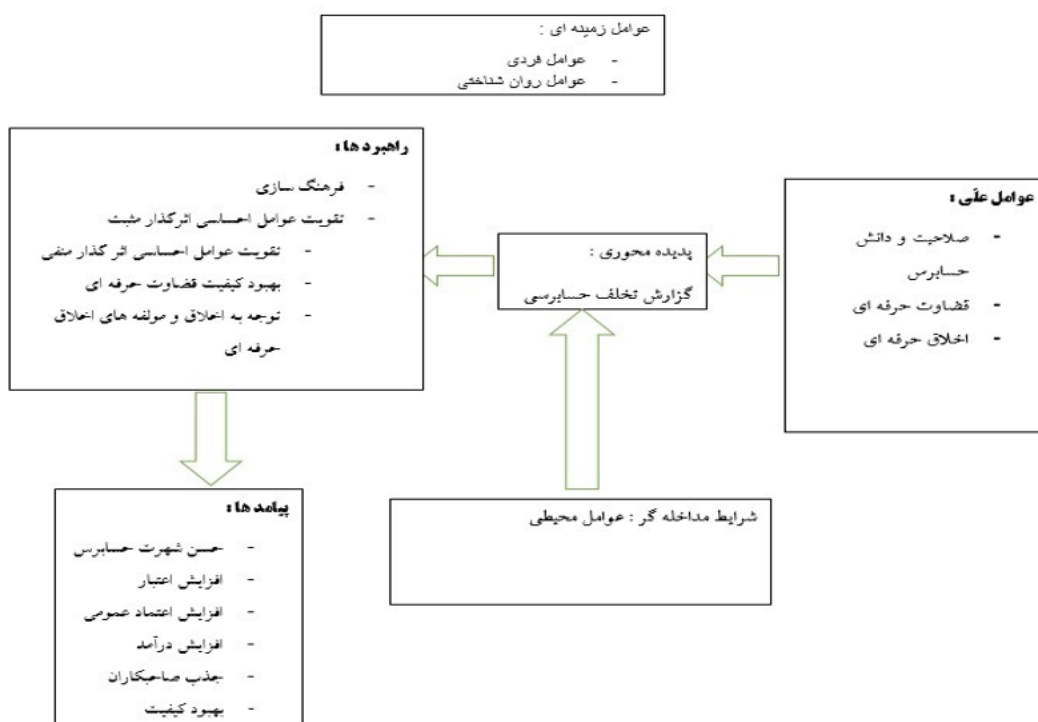 عوامل زمینه ای :
- عوامل فردی
- عوامل روان شناختی
عوامل علّی :
- صلاحیت و دانش
حسابرس
- قضاوت حرفه ای
- اخلاق حرفه ای
پدیده محوری :
گزارش تخلف حسابرسی
راهبردها :
- فرهنگ سازی
- تقویت عوامل احساسی اثرگذار مثبت
- تقویت عوامل احساسی اثر گذار منفی
- بهبود کیفیت قضاوت حرفه ای
- توجه به اخلاق و مولفه های اخلاق
حرفه ای
شرایط مداخله گر : عوامل محیطی
پیامدها :
- حسن شهرت حسابرس
- افزایش اعتبار
- افزایش اعتماد عمومی
- افزایش درآمد
- جذب صاحبکاران
- بهبود کیفیت